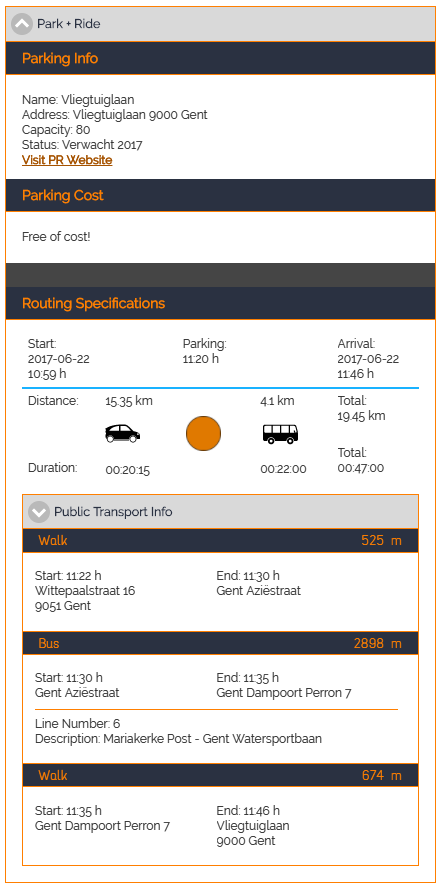 Park + Ride
Parking Info
Name: Vliegtuiglaan
Address: Vliegtuiglaan 9000 Gent
Capacity: 80
Status: Verwacht 2017
Visit PR Website
Parking Cost
Free of cost!
Routing Specifications
Start: Parking: Arrival:
2017-06-22 11:20 h 2017-06-22
10:59 h 11:46 h
Distance: 15.35 km 4.1 km Total:
19.45 km
Total:
Duration: 00:20:15 00:22:00 00:47:00
Public Transport Info
Walk 525 m
Start: 11:22 h End: 11:30 h
Wittepaalstraat 16 Gent Aziëstraat
9051 Gent
Bus 2898 m
Start: 11:30 h End: 11:35 h
Gent Aziëstraat Gent Dampoort Perron 7
Line Number: 6
Description: Mariakerke Post - Gent Watersportbaan
Walk 674 m
Start: 11:35 h End: 11:46 h
Gent Dampoort Perron 7 Vliegtuiglaan
9000 Gent